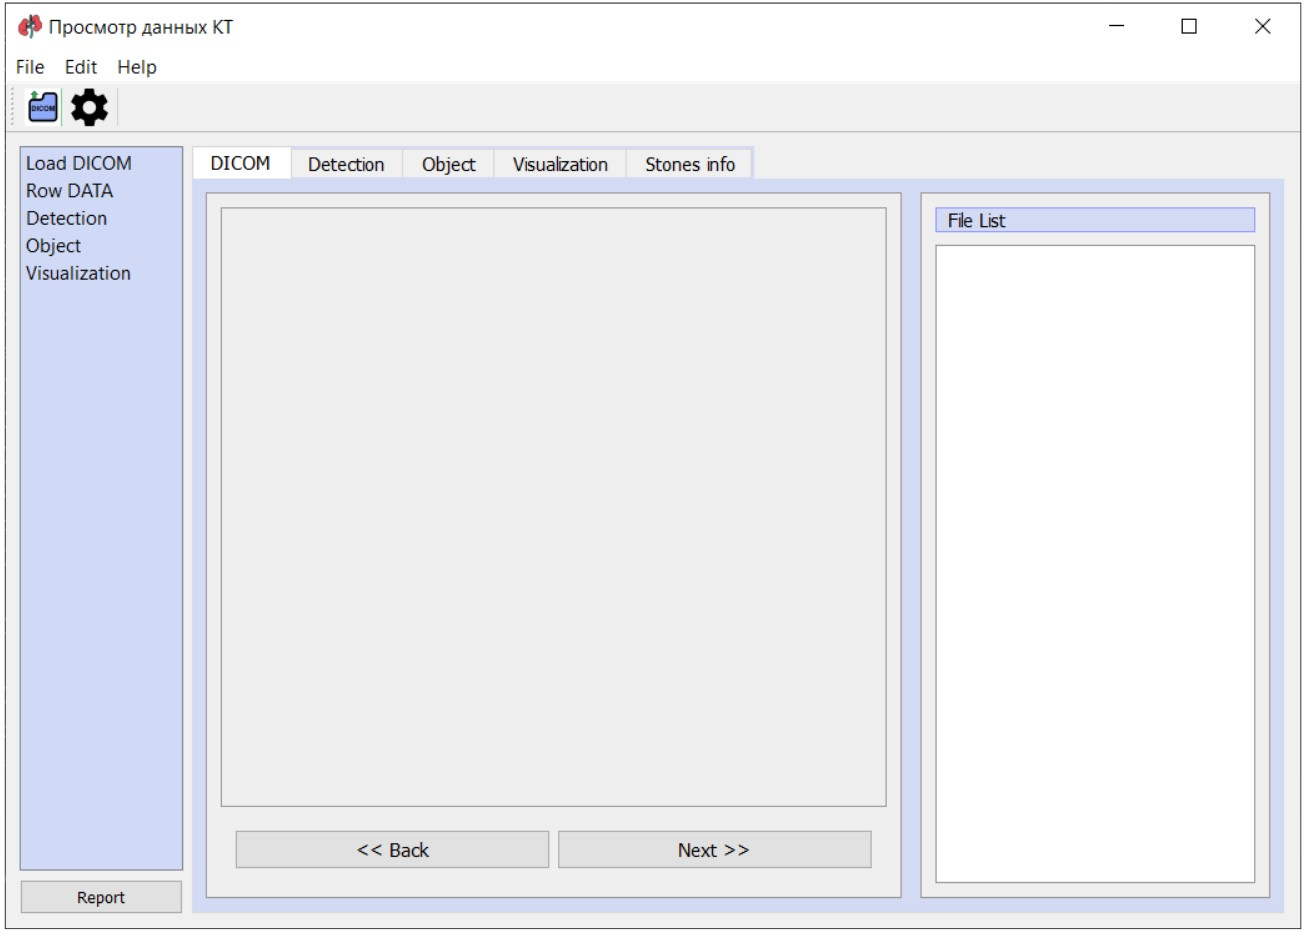 Просмотр данных КТ
File Edit Help
DICOM
Load DICOM
Row DATA
Detection
Object
Visualization
DICOM Detection Object Visualization Stones info
File List
<< Back Next >>
Report